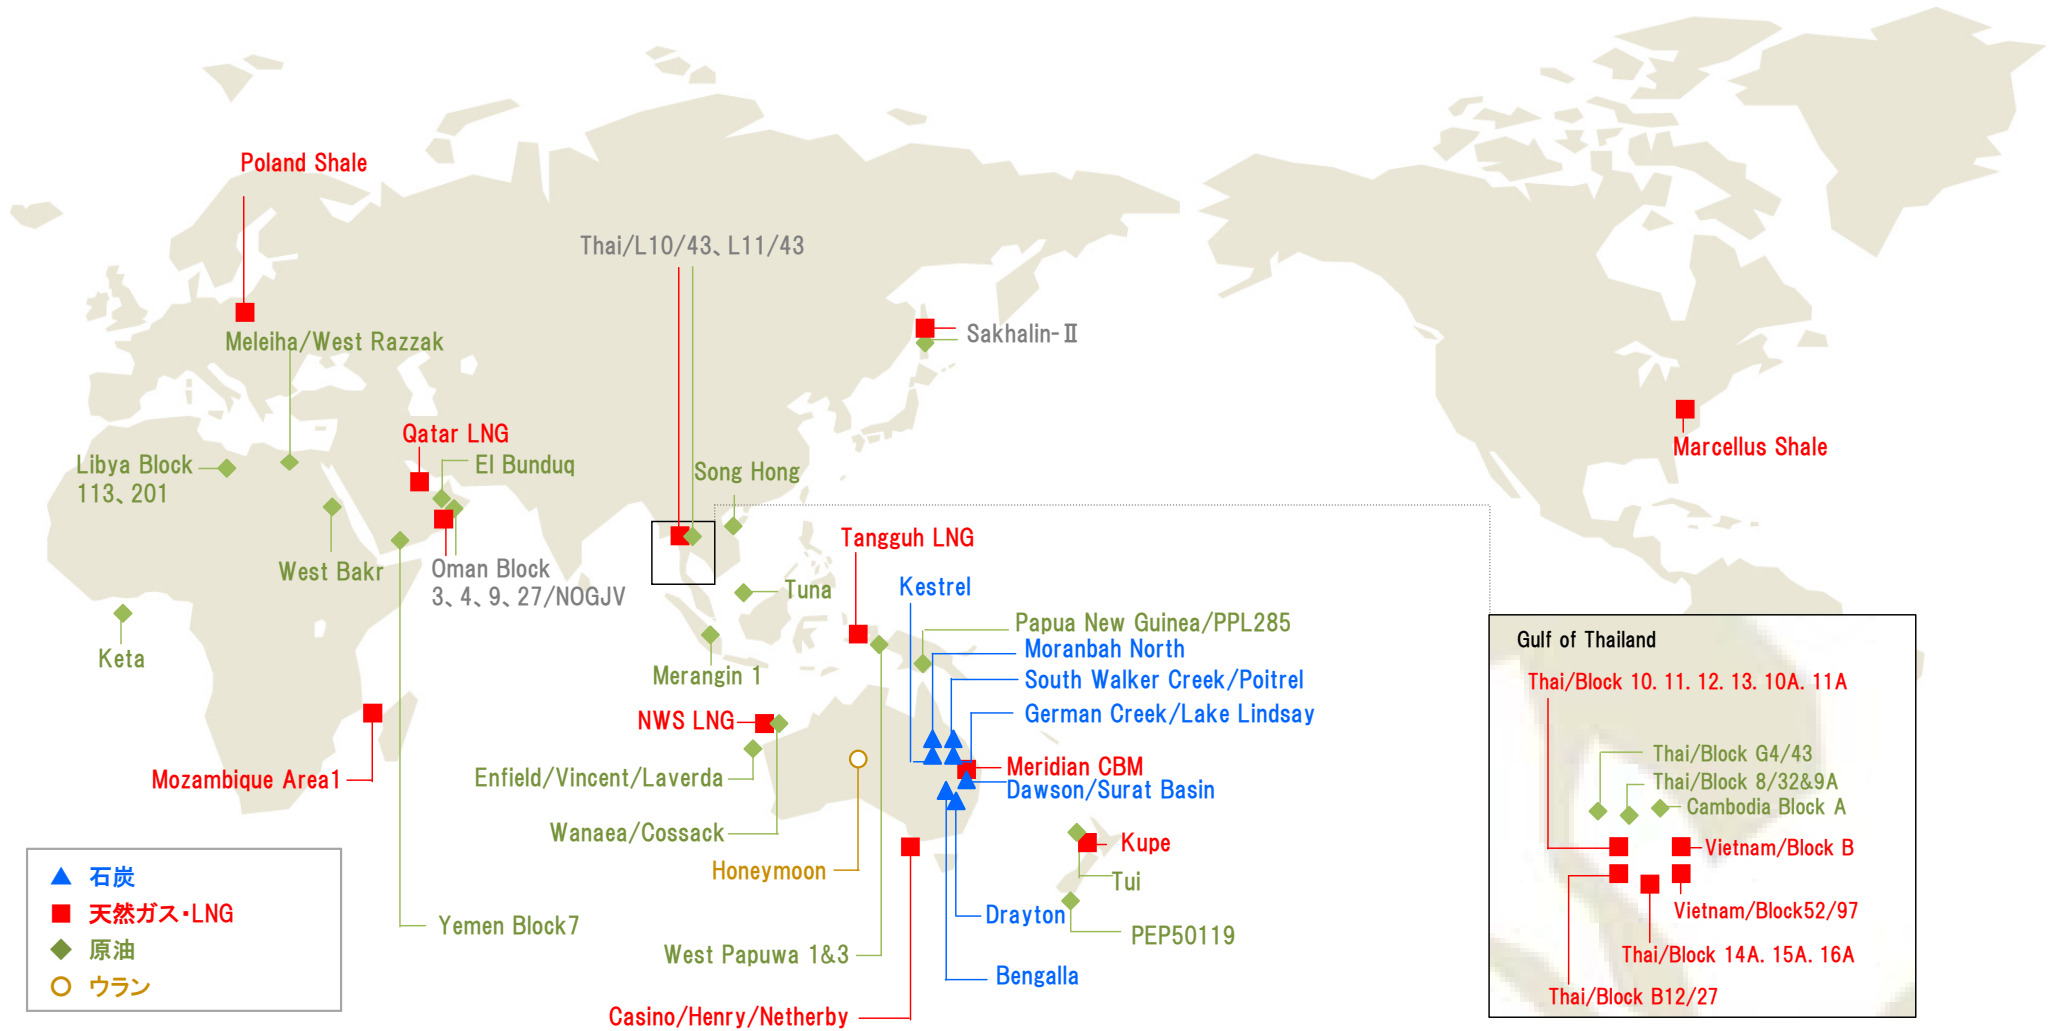 Poland Shale
Thai/L10/43、L11/43
Sakhalin-Ⅱ
Meleiha/West Razzak
Marcellus Shale
Qatar LNG
Libya Block
113、201
El Bunduq
Song Hong
Tangguh LNG
West Bakr
Oman Block
3、4、9、27/NOGJV
Kestrel
Tuna
Papua New Guinea/PPL285
Keta
Moranbah North
Merangin 1
South Walker Creek/Poitrel
NWS LNG
German Creek/Lake Lindsay
Mozambique Area1
Enfield/Vincent/Laverda
Meridian CBM
Dawson/Surat Basin
Wanaea/Cossack
Kupe
Honeymoon
Tui
Drayton
Yemen Block7
PEP50119
West Papuwa 1&3
Bengalla
Casino/Henry/Netherby
石炭
天然ガス・LNG
原油
ウラン
Gulf of Thailand
Thai/Block 10. 11. 12. 13. 10A. 11A
Thai/Block G4/43
Thai/Block 8/32&9A
Cambodia Block A
Vietnam/Block B
Vietnam/Block52/97
Thai/Block 14A. 15A. 16A
Thai/Block B12/27